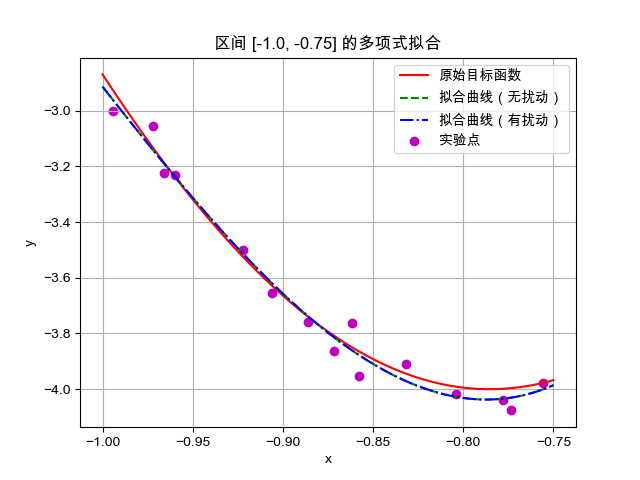 区间 [-1.0, -0.75] 的多项式拟合
原始目标函数
拟合曲线（无扰动）
拟合曲线（有扰动）
实验点
y
−3.0
−3.2
−3.4
−3.6
−3.8
−4.0
−1.00 −0.95 −0.90 −0.85 −0.80 −0.75
x